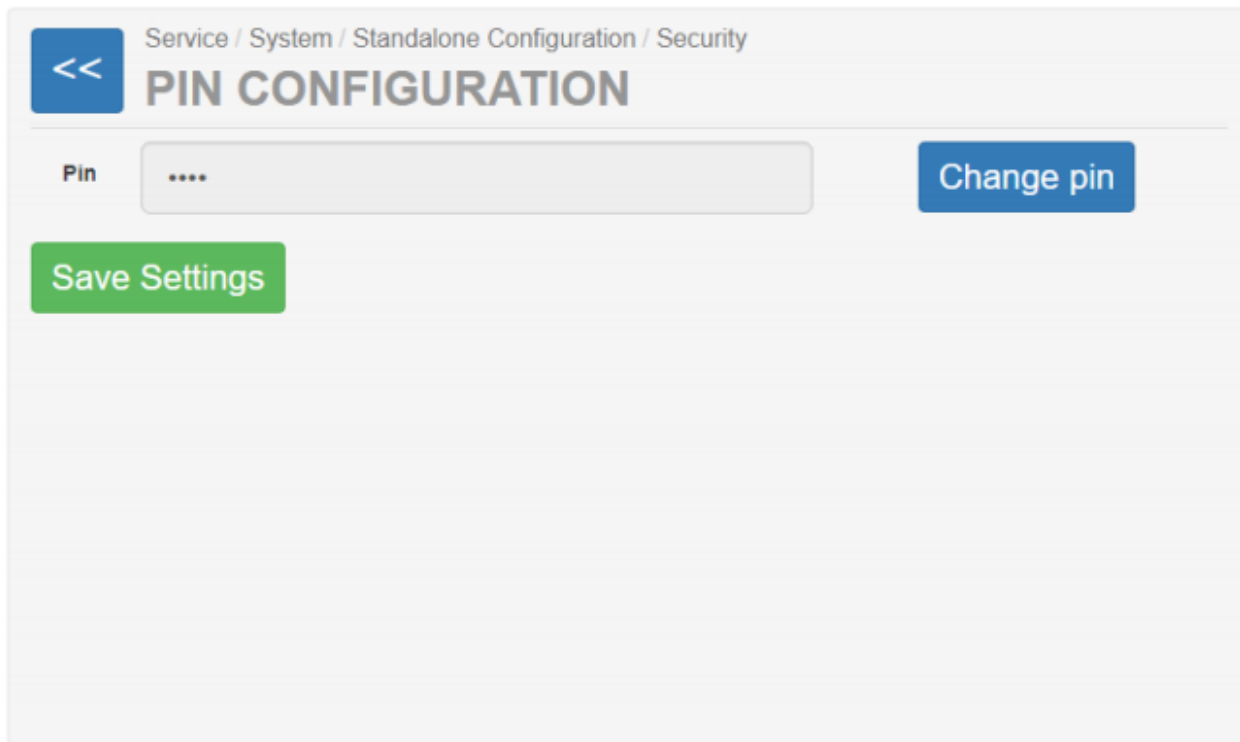 <<
Service / System / Standalone Configuration / Security
PIN CONFIGURATION
Pin
••••
Change pin
Save Settings